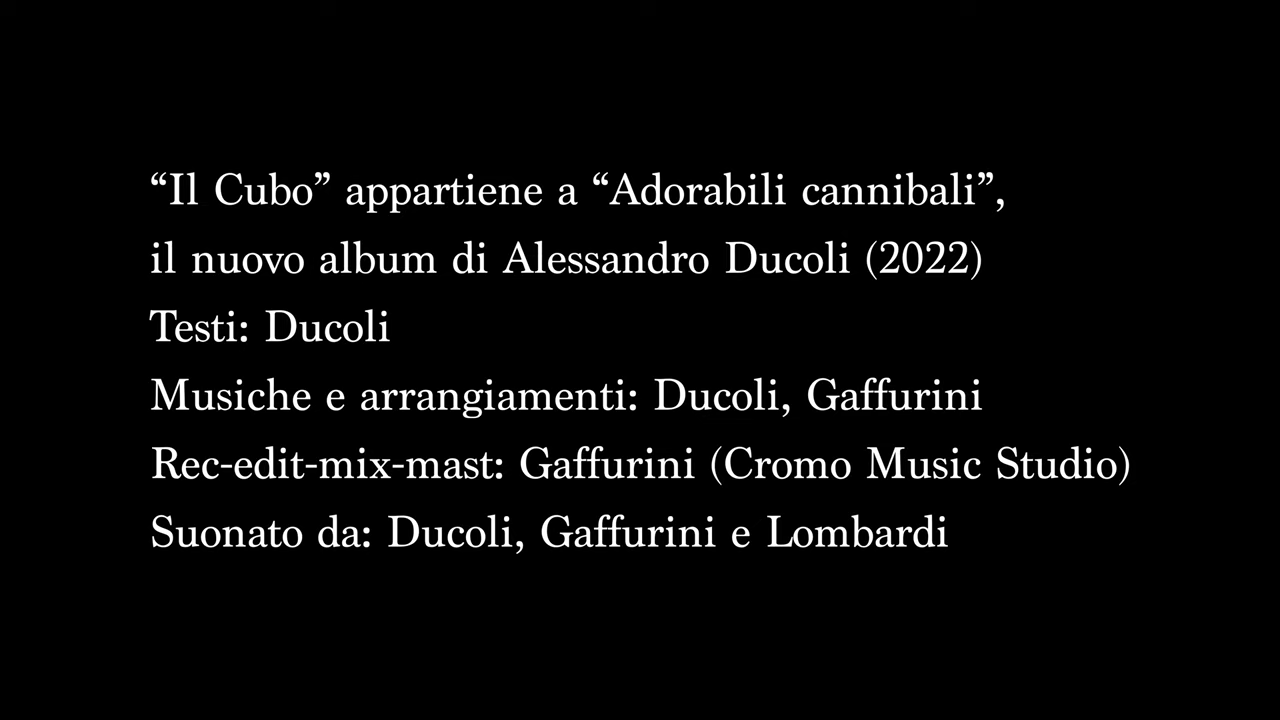 “Il Cubo” appartiene a “Adorabili cannibali”,
il nuovo album di Alessandro Ducoli (2022)
Testi: Ducoli
Musiche e arrangiamenti: Ducoli, Gaffurini
Rec-edit-mix-mast: Gaffurini (Cromo Music Studio)
Suonato da: Ducoli, Gaffurini e Lombardi